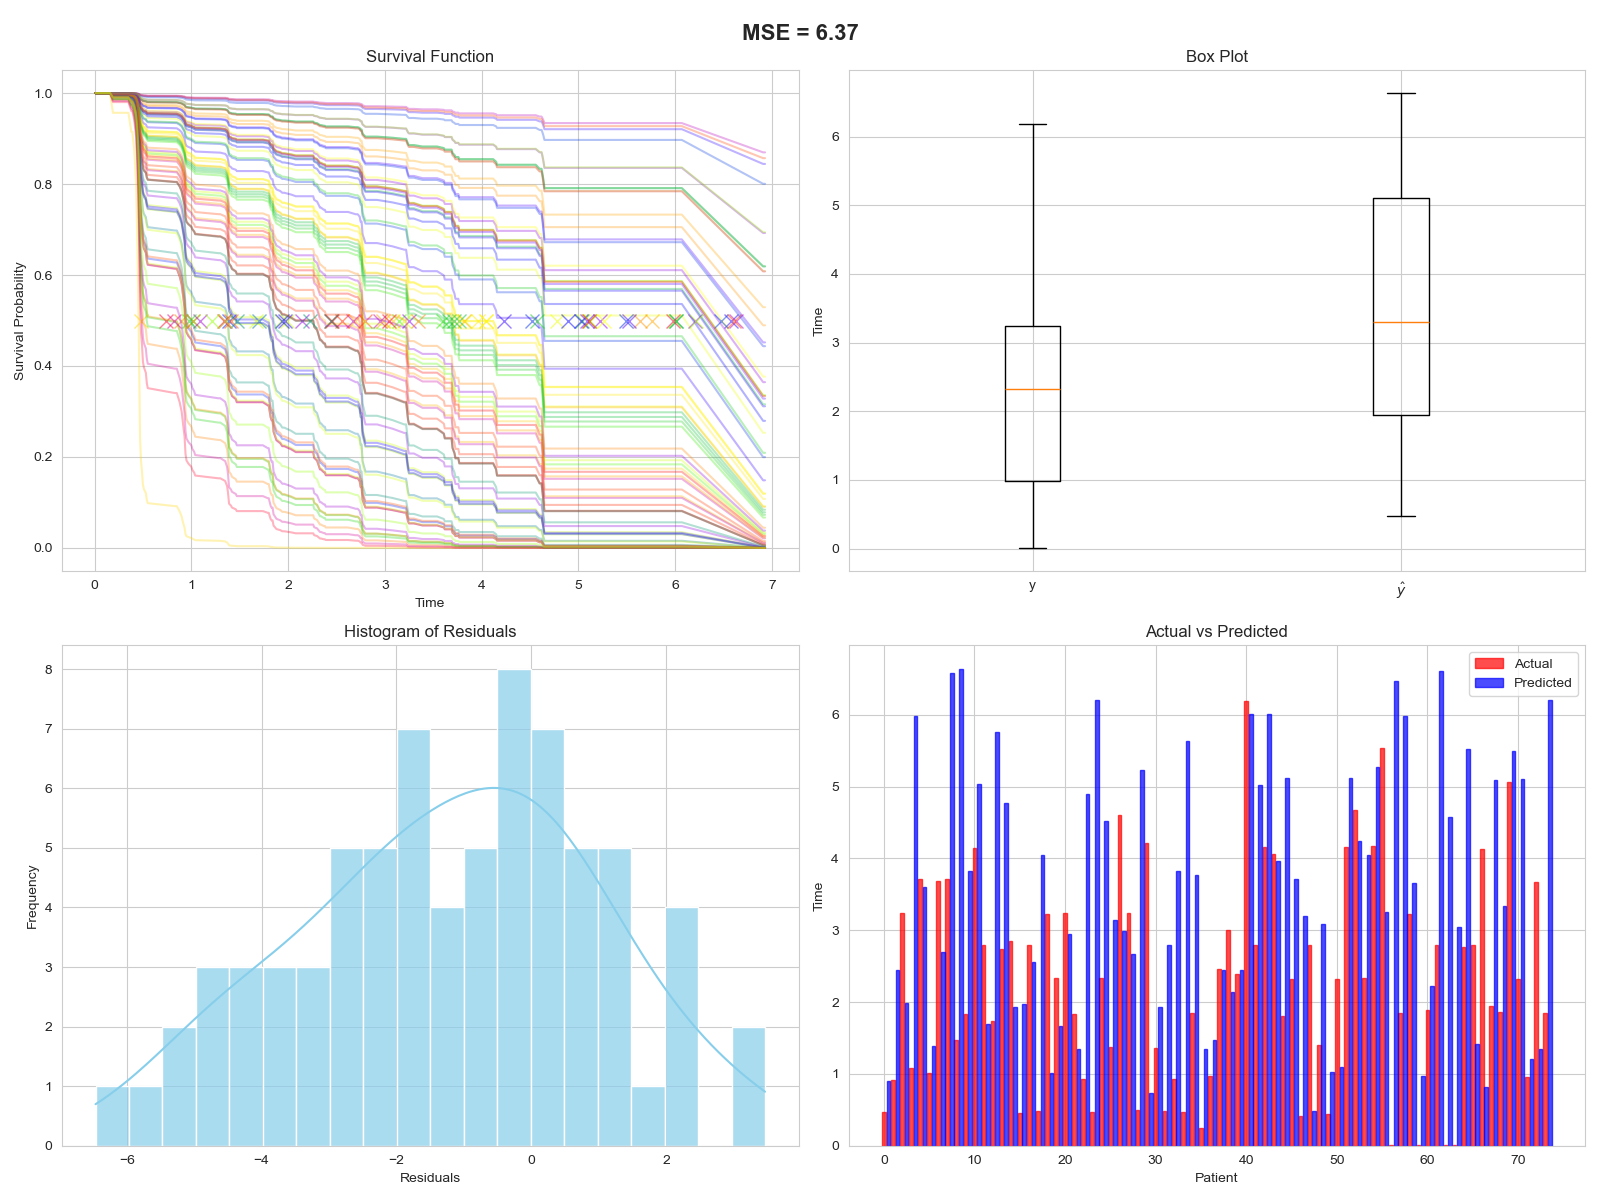 MSE = 6.37
Survival Function
1.0
0.8
0.6
0.4
0.2
0.0
Survival Probability
0 1 2 3 4 5 6 7
Time
Box Plot
6
5
4
3
2
1
0
Time
y ŷ
Histogram of Residuals
8
7
6
5
4
3
2
1
0
Frequency
−6 −4 −2 0 2
Residuals
Actual vs Predicted
Actual
Predicted
6
5
4
3
2
1
0
Time
0 10 20 30 40 50 60 70
Patient